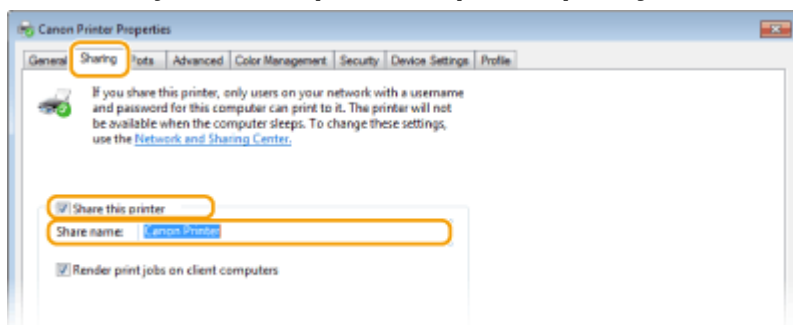 Canon Printer Properties
General Sharing Ports Advanced Color Management Security Device Settings Profile
If you share this printer, only users on your network with a username
and password for this computer can print to it. The printer will not
be available when the computer sleeps. To change these settings,
use the Network and Sharing Center.
Share this printer
Share name: Canon Printer
Render print jobs on client computers